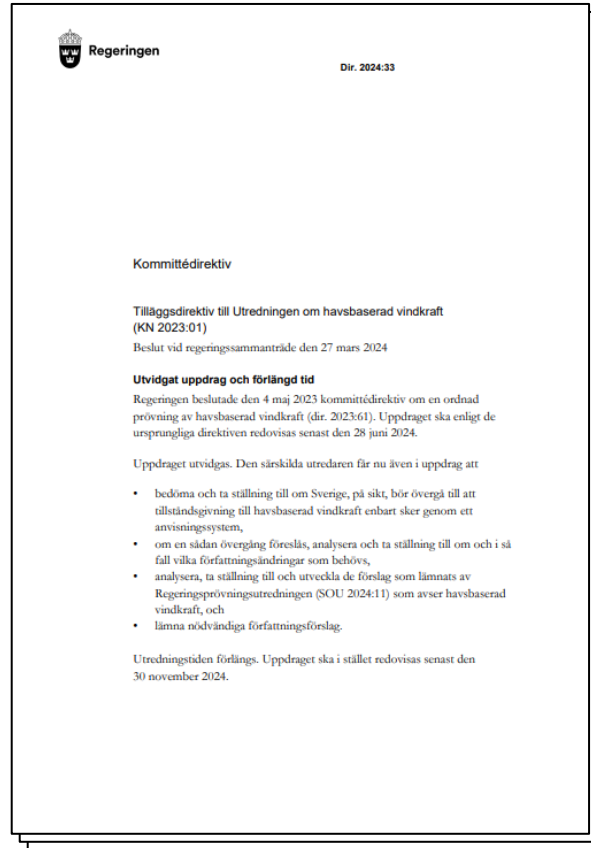 Regeringen
Dir. 2024:33
Kommittédirektiv
Tilläggsdirektiv till Utredningen om havsbaserad vindkraft
(KN 2023:01)
Beslut vid regeringssammanträde den 27 mars 2024
Utvidgat uppdrag och förlängd tid
Regeringen beslutade den 4 maj 2023 kommittédirektiv om en ordnad
prövning av havsbaserad vindkraft (dir. 2023:61). Uppdraget ska enligt de
ursprungliga direktiven redovisas senast den 28 juni 2024.
Uppdraget utvidgas. Den särskilda utredaren får nu även i uppdrag att
• bedöma och ta ställning till om Sverige, på sikt, bör övergå till att
tillståndsgivning till havsbaserad vindkraft enbart sker genom ett
anvisningssystem,
• om en sådan övergång föreslås, analysera och ta ställning till om och i så
fall vilka författningsändringar som behövs,
• analysera, ta ställning till och utveckla de förslag som lämnats av
Regeringsprövningsutredningen (SOU 2024:11) som avser havsbaserad
vindkraft, och
• lämna nödvändiga författningsförslag.
Utredningstiden förlängs. Uppdraget ska i stället redovisas senast den
30 november 2024.